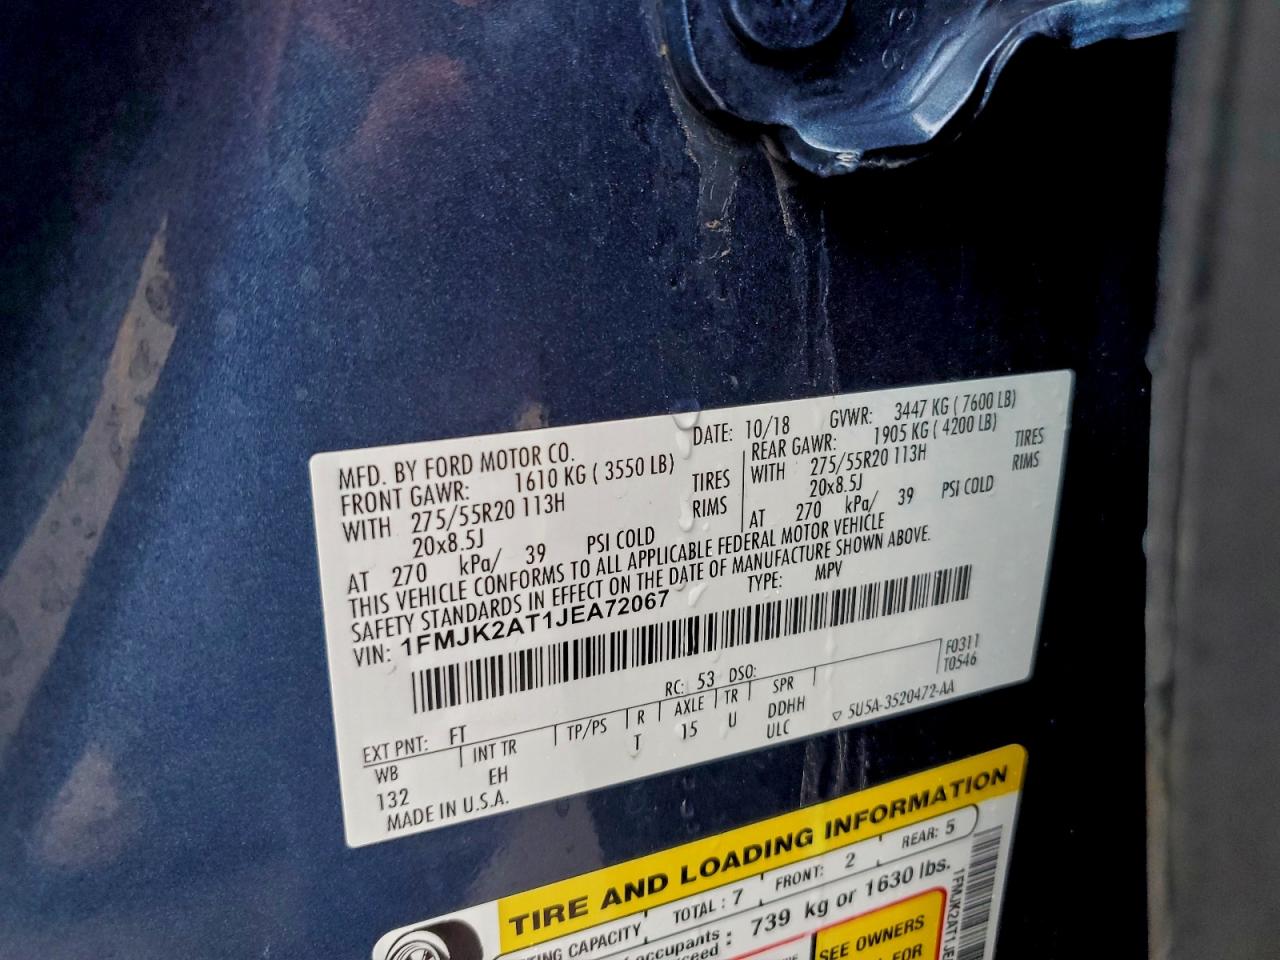 MFD. BY FORD MOTOR CO.
DATE: 10/18 GVWR: 3447 KG ( 7600 LB)
FRONT GAWR: 1610 KG ( 3550 LB)
REAR GAWR: 1905 KG ( 4200 LB)
WITH 275/55R20 113H TIRES
WITH 275/55R20 113H TIRES
20x8.5J RIMS
20x8.5J RIMS
AT 270 kPa/ 39 PSI COLD
AT 270 kPa/ 39 PSI COLD
THIS VEHICLE CONFORMS TO ALL APPLICABLE FEDERAL MOTOR VEHICLE
SAFETY STANDARDS IN EFFECT ON THE DATE OF MANUFACTURE SHOWN ABOVE.
VIN: 1FMJK2AT1JEA72067 TYPE: MPV
EXT PNT: FT RC: 53 DSO:
F0311
T0546
WB INT TR TP/PS R AXLE TR SPR
132 EH T 15 U DDHH
ULC
▽ 5U5A-3520472-AA
MADE IN U.S.A.
TIRE AND LOADING INFORMATION
CAPACITY TOTAL : 7 FRONT: 2 REAR: 5
occupants : 739 kg or 1630 lbs.
SEE OWNERS
FOR
1FMJK2AT1JE